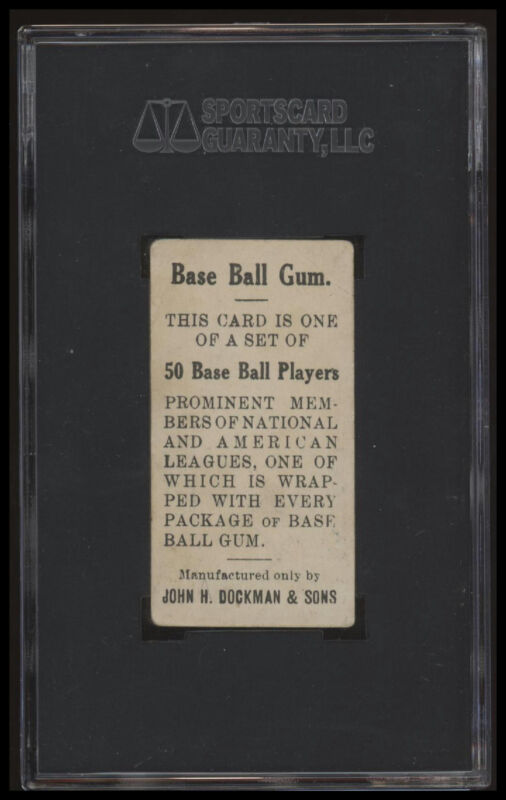 SPORTSCARD
GUARANTY, LLC
Base Ball Gum.
THIS CARD IS ONE
OF A SET OF
50 Base Ball Players
PROMINENT MEM-
BERS OF NATIONAL
AND AMERICAN
LEAGUES, ONE OF
WHICH IS WRAP-
PED WITH EVERY
PACKAGE OF BASE
BALL GUM.
Manufactured only by
JOHN H. DOCKMAN & SONS